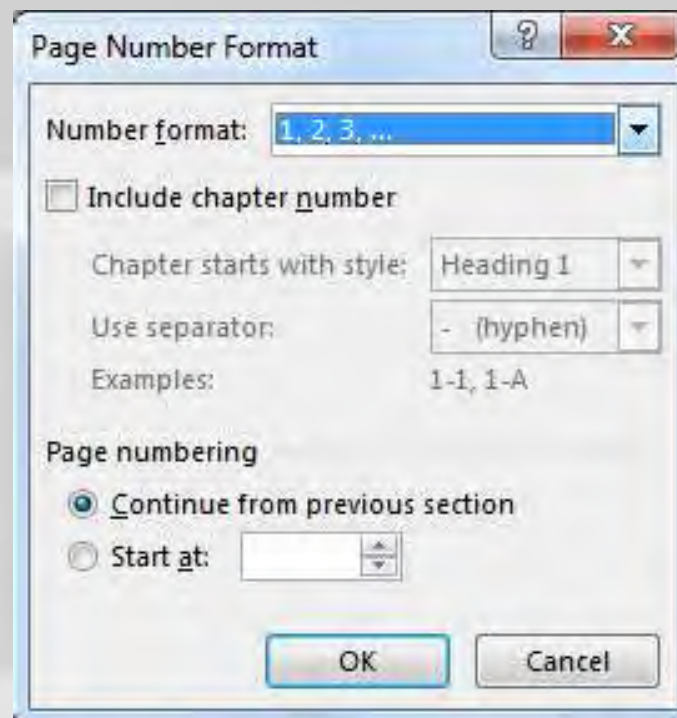 Page Number Format
Number format: 1, 2, 3, ...
Include chapter number
Chapter starts with style: Heading 1
Use separator: - (hyphen)
Examples: 1-1, 1-A
Page numbering
Continue from previous section
Start at:
OK Cancel